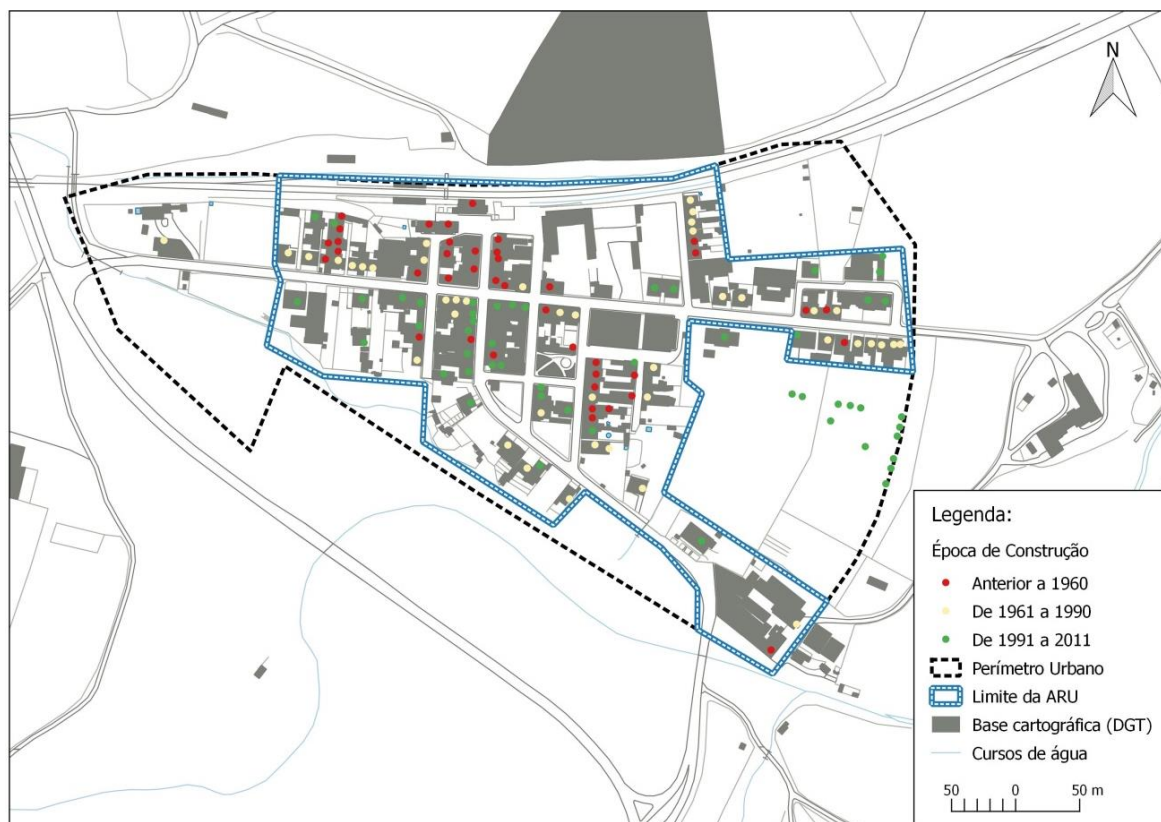 N
Legenda:
Época de Construção
Anterior a 1960
De 1961 a 1990
De 1991 a 2011
Perímetro Urbano
Limite da ARU
Base cartográfica (DGT)
Cursos de água
50 0 50 m